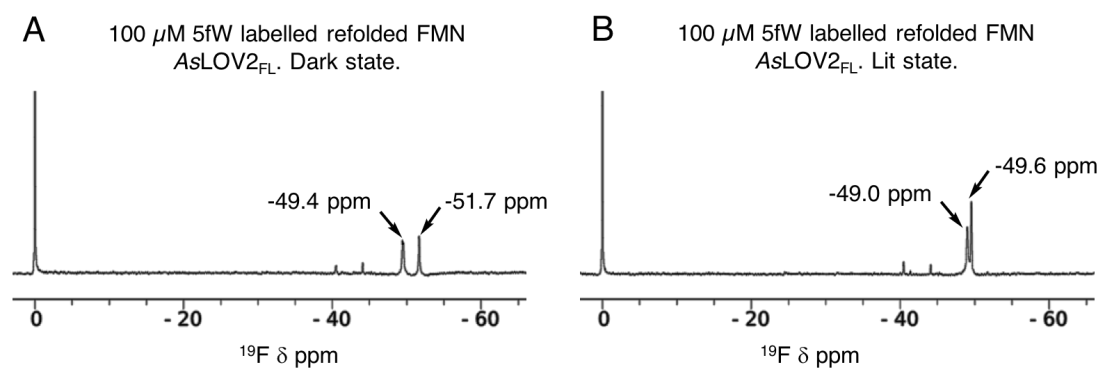 A
100 µM 5fW labelled refolded FMN
AsLOV2FL. Dark state.
-49.4 ppm
-51.7 ppm
0
- 20
- 40
- 60
19F δ ppm
B
100 µM 5fW labelled refolded FMN
AsLOV2FL. Lit state.
-49.0 ppm
-49.6 ppm
0
- 20
- 40
- 60
19F δ ppm